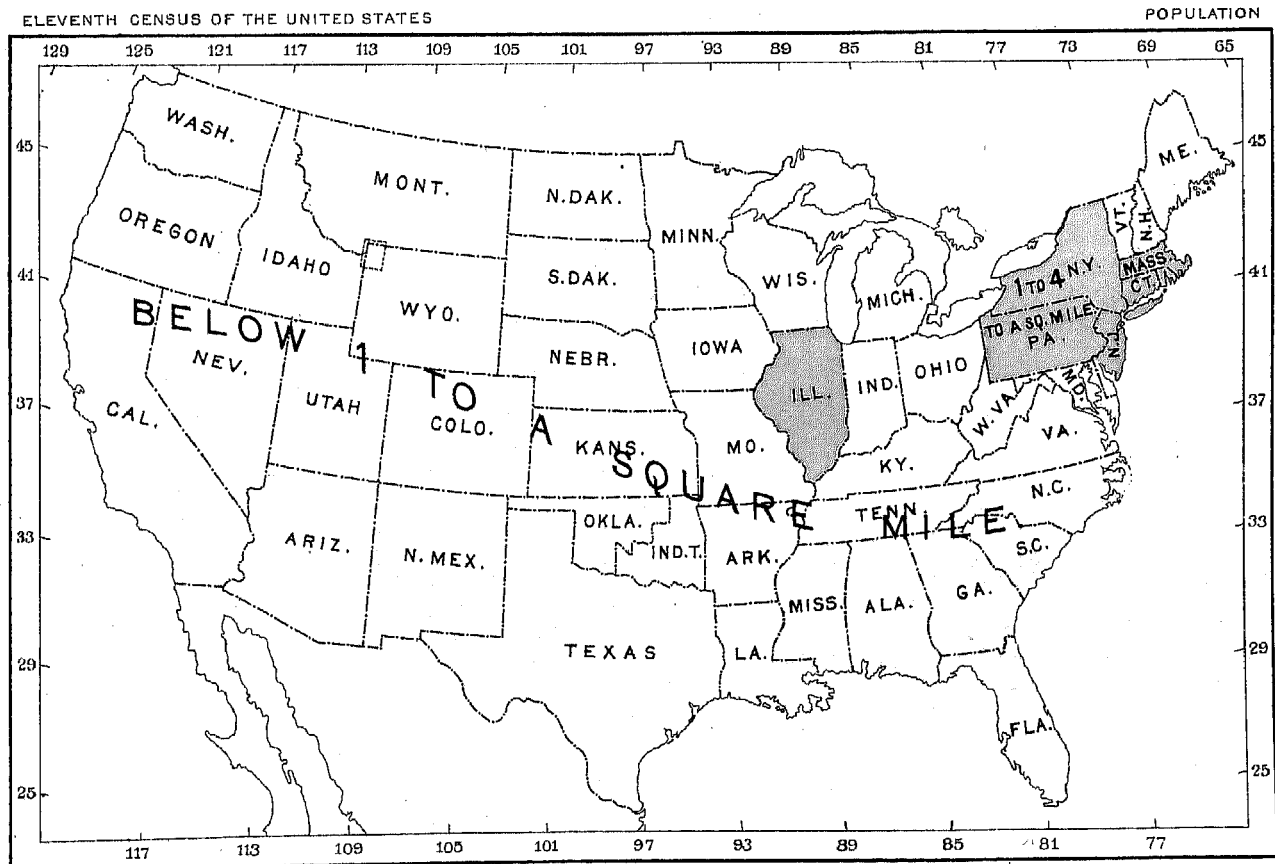 ELEVENTH CENSUS OF THE UNITED STATES
POPULATION
129 125 121 117 113 109 105 101 97 93 89 85 81 77 73 69 65
45 45
41 41
37 37
33 33
29 29
25 25
WASH.
MONT.
N.DAK.
MINN.
ME.
VT.
N.H.
OREGON
IDAHO
S.DAK.
WIS.
MICH.
1 TO 4 N.Y.
MASS.
CT.
WYO.
TO A SQ. MILE
PA.
N.J.
BELOW 1 TO A SQUARE MILE
NEV.
NEBR.
IOWA
ILL.
IND.
OHIO
MD.
W.VA.
CAL.
UTAH
COLO.
KANS.
MO.
KY.
VA.
ARIZ.
N.MEX.
OKLA.
IND.T.
ARK.
TENN
N.C.
S.C.
MISS.
ALA.
GA.
TEXAS
LA.
FLA.
117 113 109 105 97 93 89 85 81 77